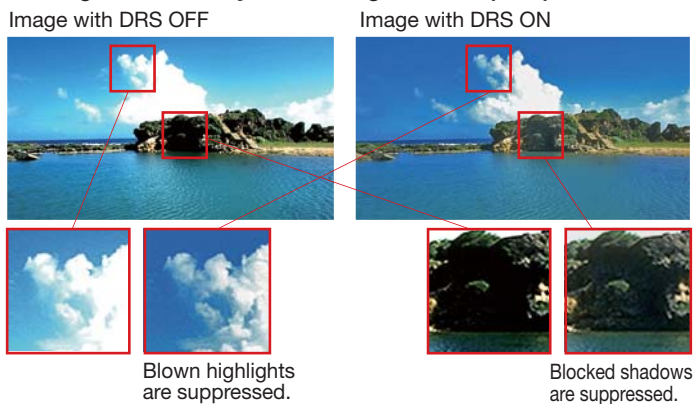 Image with DRS OFF
Image with DRS ON
Blown highlights
are suppressed.
Blocked shadows
are suppressed.